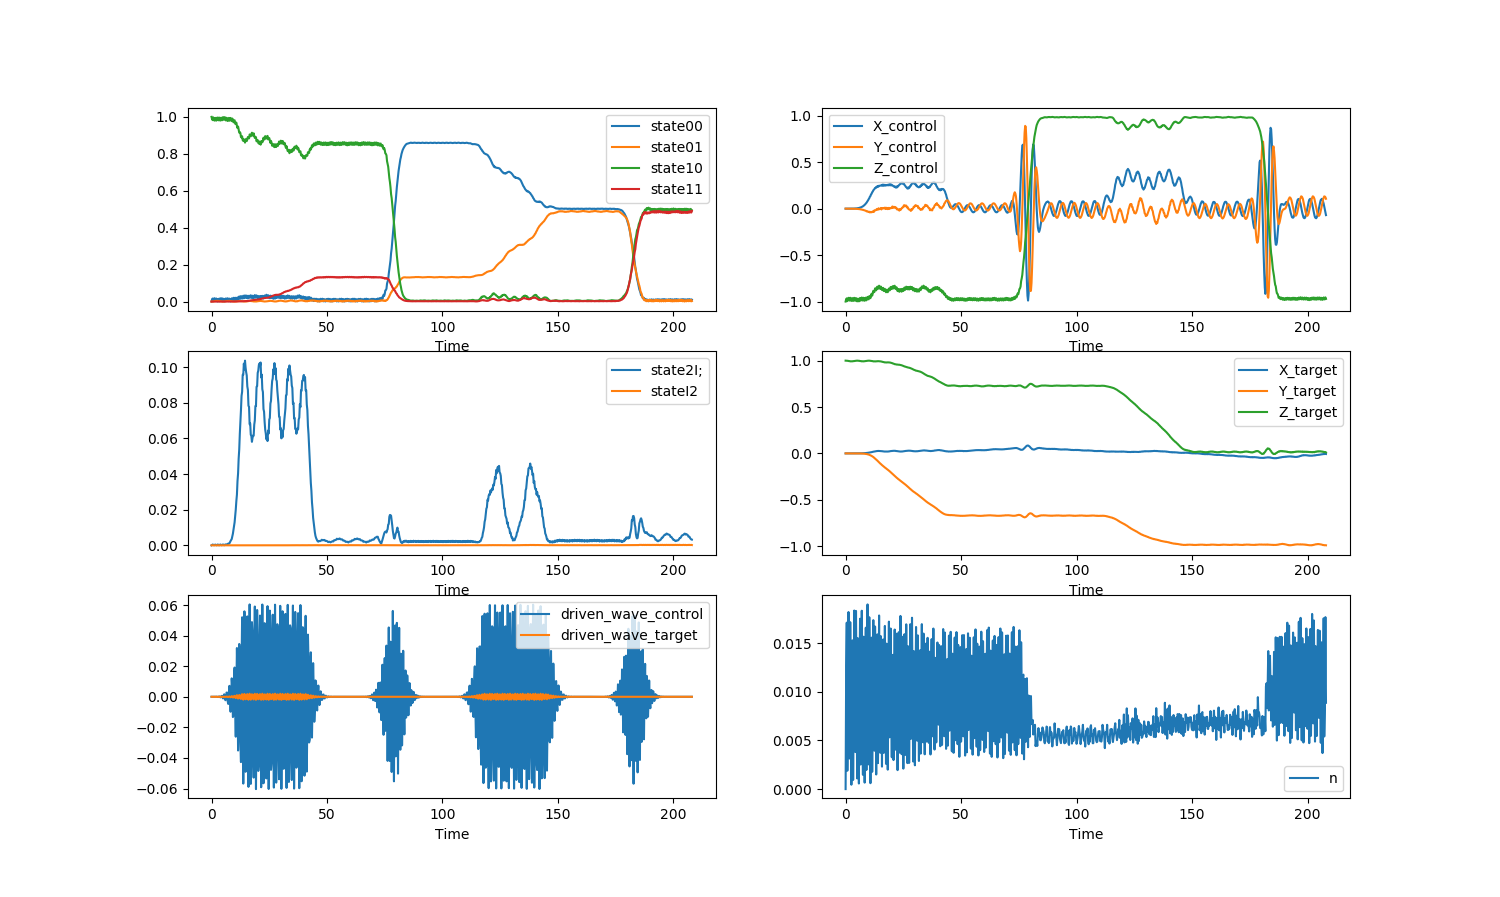 1.0
0.8
0.6
0.4
0.2
0.0
state00
state01
state10
state11
0 50 100 150 200
Time
1.0
0.5
0.0
−0.5
−1.0
X_control
Y_control
Z_control
0 50 100 150 200
Time
0.10
0.08
0.06
0.04
0.02
0.00
state2I;
stateI2
0 50 100 150 200
Time
1.0
0.5
0.0
−0.5
−1.0
X_target
Y_target
Z_target
0 50 100 150 200
Time
0.06
0.04
0.02
0.00
−0.02
−0.04
−0.06
driven_wave_control
driven_wave_target
0 50 100 150 200
Time
0.015
0.010
0.005
0.000
n
0 50 100 150 200
Time